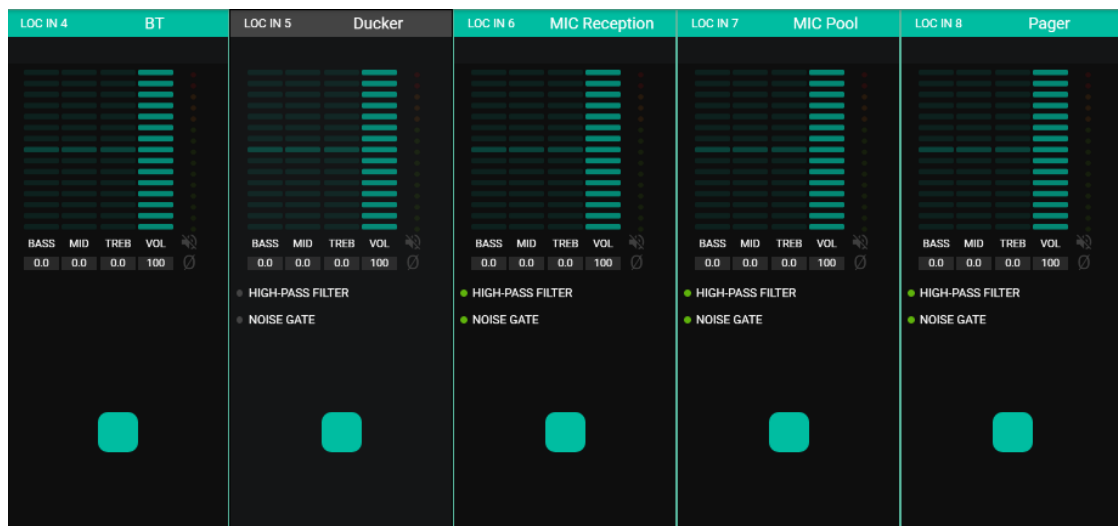 LOC IN 4 BT
LOC IN 5 Ducker
LOC IN 6 MIC Reception
LOC IN 7 MIC Pool
LOC IN 8 Pager
BASS MID TREB VOL
0.0 0.0 0.0 100
BASS MID TREB VOL
0.0 0.0 0.0 100
HIGH-PASS FILTER
NOISE GATE
BASS MID TREB VOL
0.0 0.0 0.0 100
HIGH-PASS FILTER
NOISE GATE
BASS MID TREB VOL
0.0 0.0 0.0 100
HIGH-PASS FILTER
NOISE GATE
BASS MID TREB VOL
0.0 0.0 0.0 100
HIGH-PASS FILTER
NOISE GATE